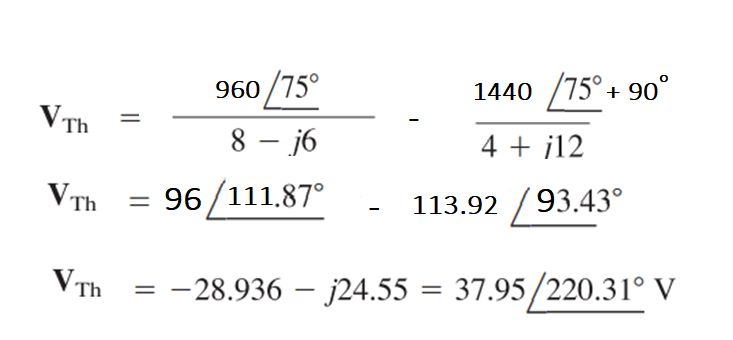 V_Th = 960/75° / 8 − j6 - 1440 /75° + 90° / 4 + j12
V_Th = 96/111.87° - 113.92 /93.43°
V_Th = −28.936 − j24.55 = 37.95/220.31° V